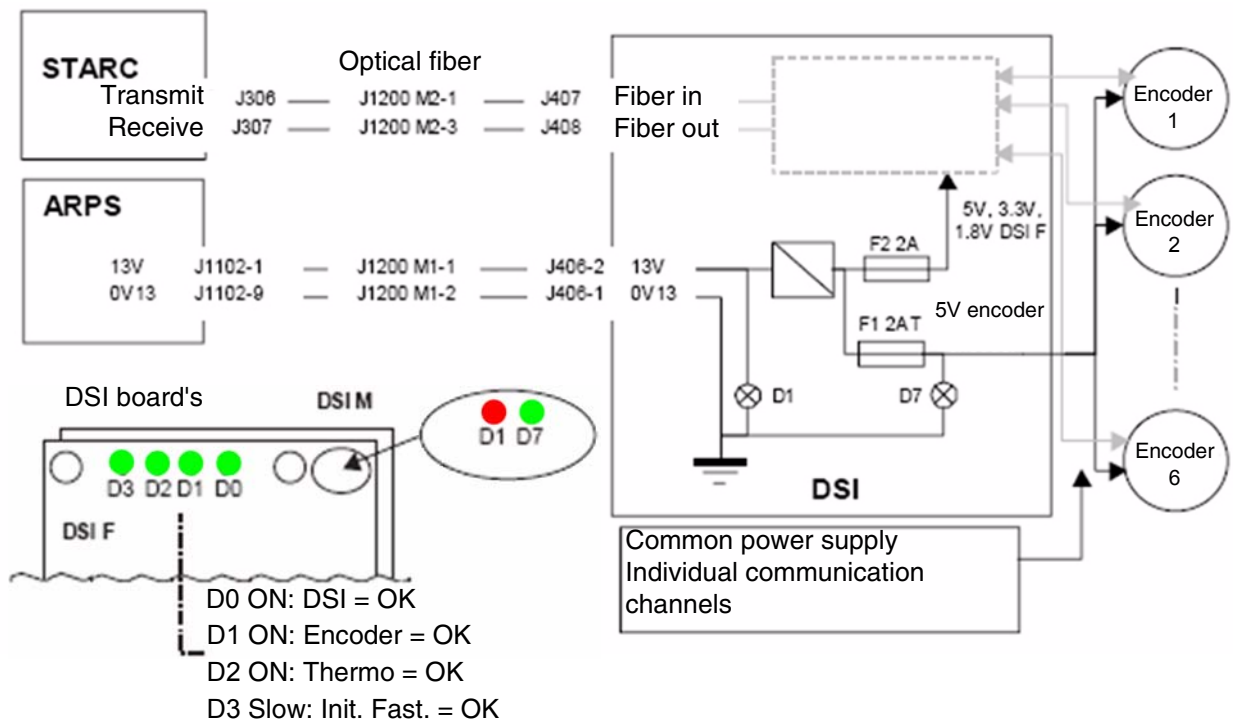 STARC
Optical fiber
Transmit J306 J1200 M2-1 J407 Fiber in
Receive J307 J1200 M2-3 J408 Fiber out
Encoder
1
ARPS
5V, 3.3V,
1.8V DSI F
Encoder
2
F2 2A
13V J1102-1 J1200 M1-1 J406-2 13V
0V13 J1102-9 J1200 M1-2 J406-1 0V13
5V encoder
F1 2AT
D1
D7
DSI board's
DSI M
D1 D7
D3 D2 D1 D0
DSI F
DSI
Encoder
6
Common power supply
Individual communication
channels
D0 ON: DSI = OK
D1 ON: Encoder = OK
D2 ON: Thermo = OK
D3 Slow: Init. Fast. = OK